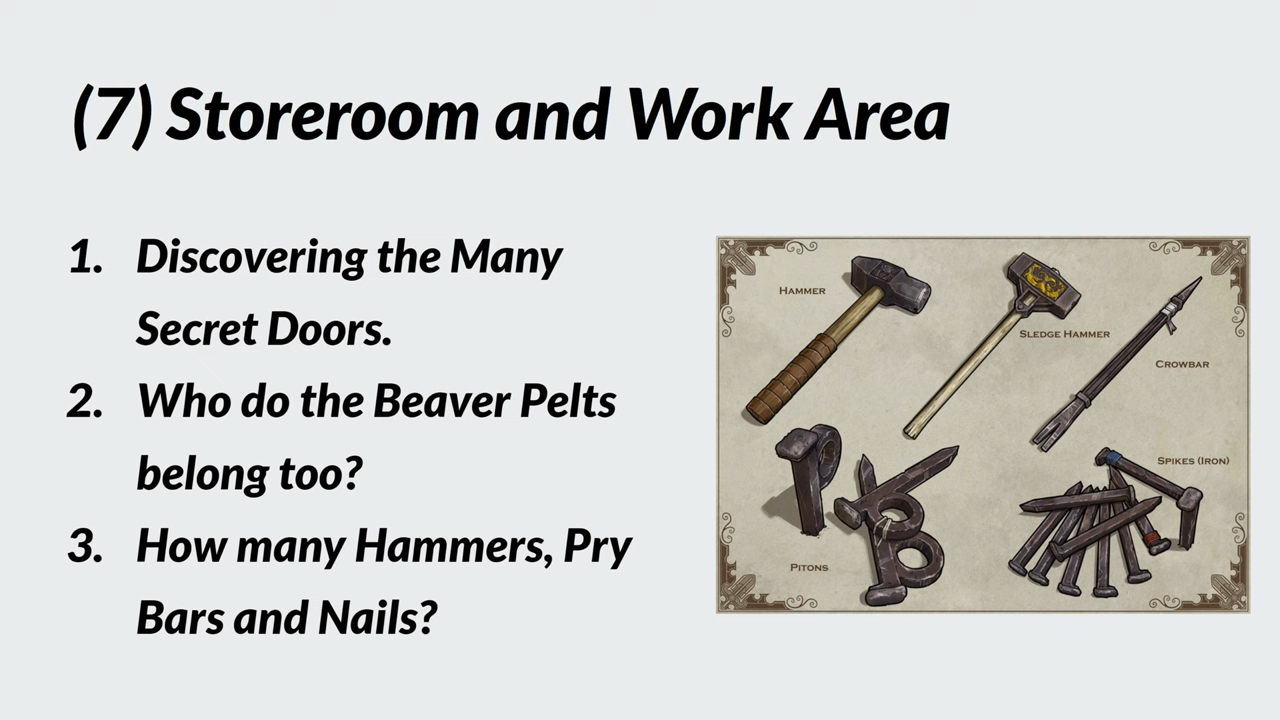 (7) Storeroom and Work Area
1. Discovering the Many
Secret Doors.
2. Who do the Beaver Pelts
belong too?
3. How many Hammers, Pry
Bars and Nails?
HAMMER
SLEDGE HAMMER
CROWBAR
SPIKES (IRON)
PITONS